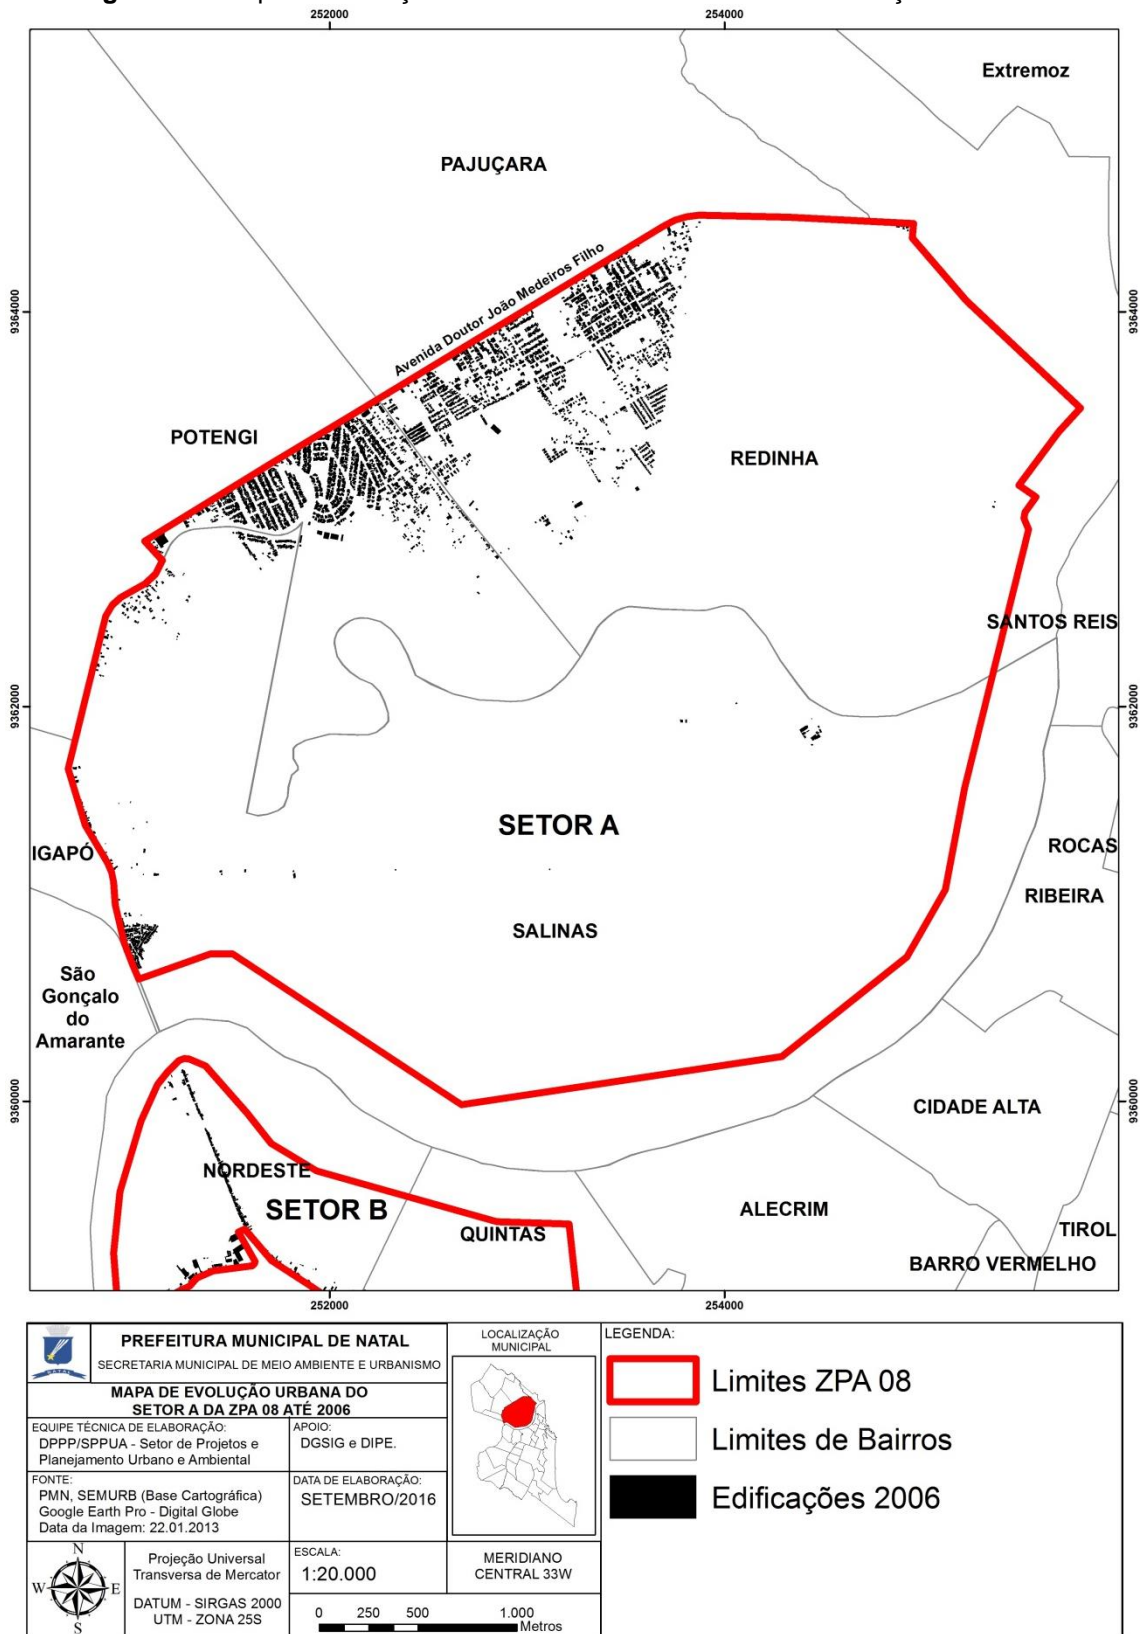 252000
254000
Extremoz
PAJUÇARA
Avenida Doutor João Medeiros Filho
9364000
9364000
POTENGI
REDINHA
SANTOS REIS
9362000
9362000
SETOR A
IGAPÓ
ROCAS
RIBEIRA
SALINAS
São
Gonçalo
do
Amarante
9360000
9360000
CIDADE ALTA
NORDESTE
SETOR B
QUINTAS
ALECRIM
TIROL
BARRO VERMELHO
252000
254000
NATAL
PREFEITURA MUNICIPAL DE NATAL
SECRETARIA MUNICIPAL DE MEIO AMBIENTE E URBANISMO
MAPA DE EVOLUÇÃO URBANA DO
SETOR A DA ZPA 08 ATÉ 2006
EQUIPE TÉCNICA DE ELABORAÇÃO:
DPPP/SPPUA - Setor de Projetos e
Planejamento Urbano e Ambiental
APOIO:
DGSIG e DIPE.
FONTE:
PMN, SEMURB (Base Cartográfica)
Google Earth Pro - Digital Globe
Data da Imagem: 22.01.2013
DATA DE ELABORAÇÃO:
SETEMBRO/2016
N
W E
S
Projeção Universal
Transversa de Mercator
DATUM - SIRGAS 2000
UTM - ZONA 25S
ESCALA:
1:20.000
0 250 500 1.000
Metros
LOCALIZAÇÃO
MUNICIPAL
MERIDIANO
CENTRAL 33W
LEGENDA:
Limites ZPA 08
Limites de Bairros
Edificações 2006